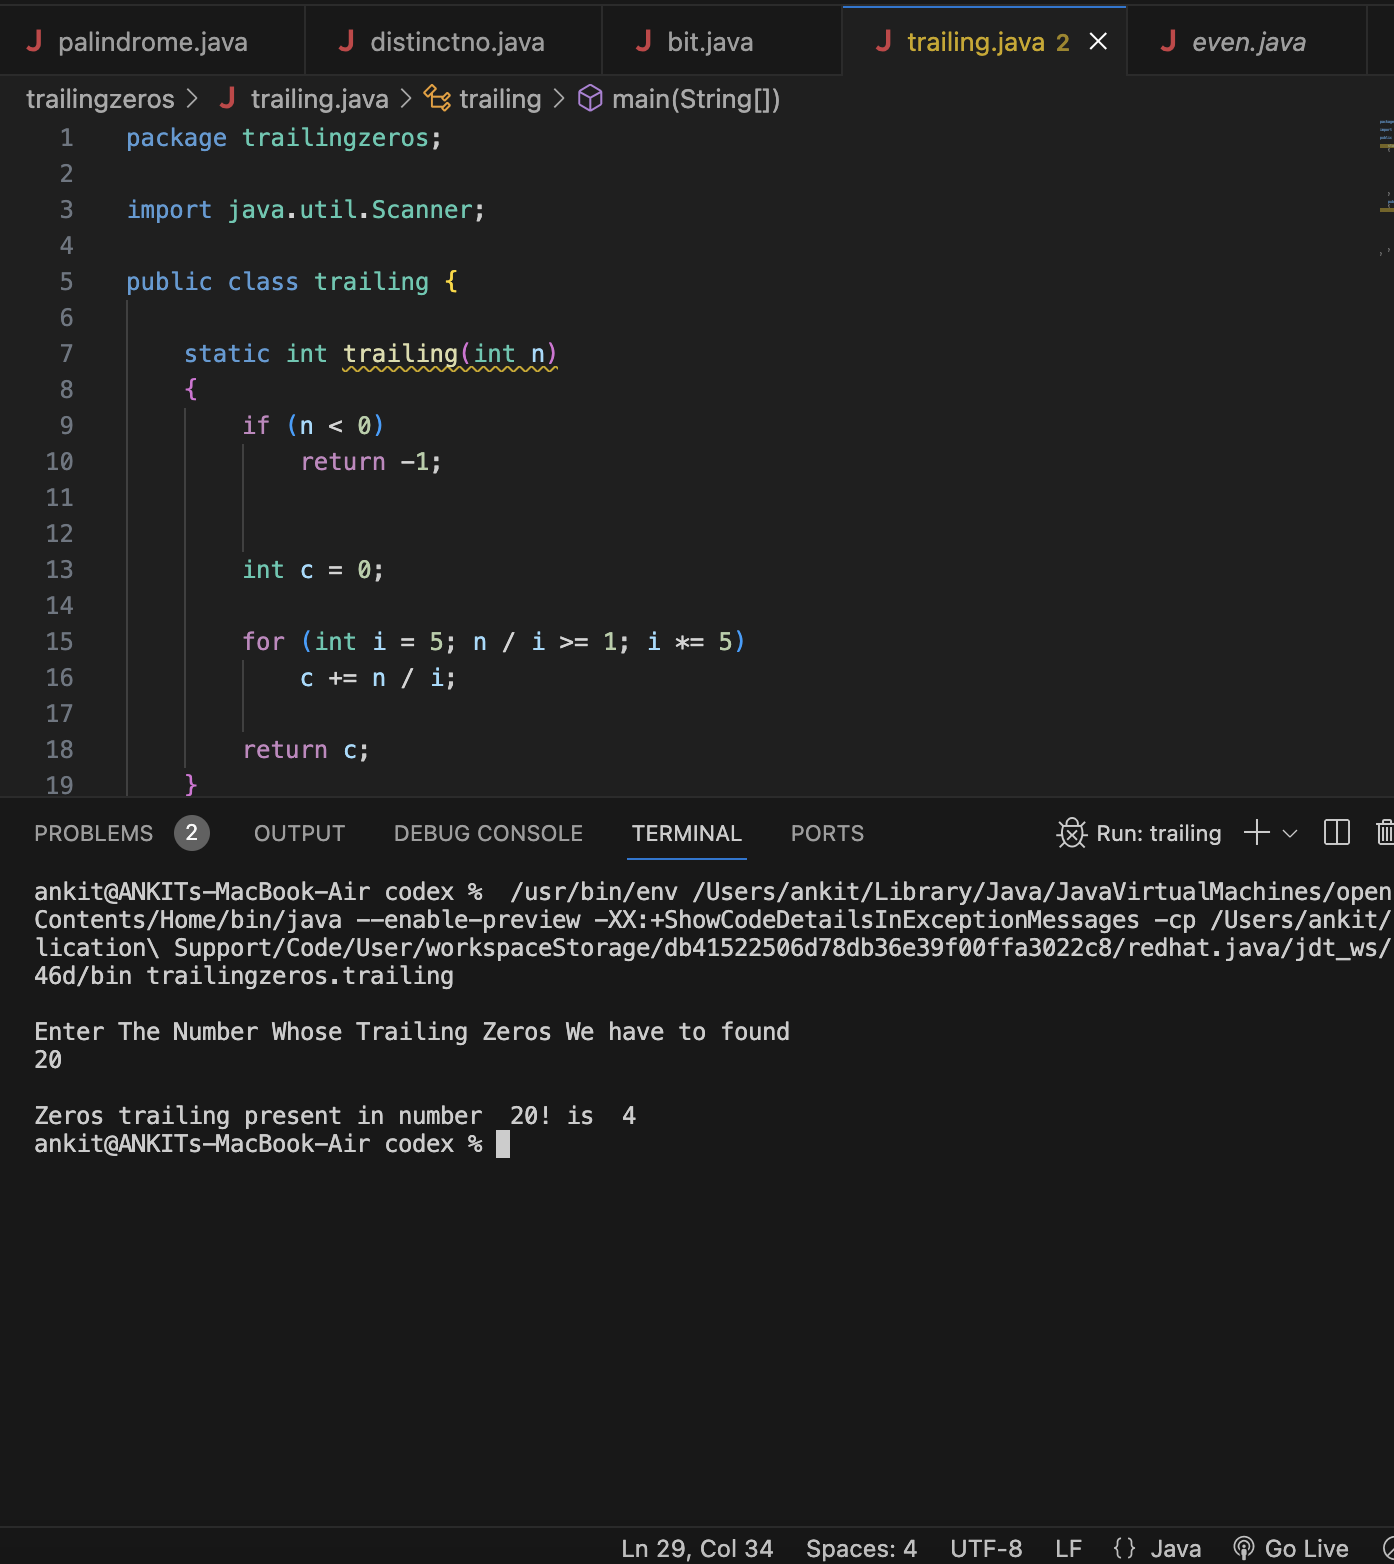 palindrome.java distinctno.java bit.java trailing.java 2 even.java
trailingzeros > trailing.java > trailing > main(String[])
1 package trailingzeros;
2
3 import java.util.Scanner;
4
5 public class trailing {
6
7 static int trailing(int n)
8 {
9 if (n < 0)
10 return -1;
11
12
13 int c = 0;
14
15 for (int i = 5; n / i >= 1; i *= 5)
16 c += n / i;
17
18 return c;
19 }
PROBLEMS 2 OUTPUT DEBUG CONSOLE TERMINAL PORTS Run: trailing
ankit@ANKITs-MacBook-Air codex % /usr/bin/env /Users/ankit/Library/Java/JavaVirtualMachines/open
Contents/Home/bin/java --enable-preview -XX:+ShowCodeDetailsInExceptionMessages -cp /Users/ankit/
lication\ Support/Code/User/workspaceStorage/db41522506d78db36e39f00ffa3022c8/redhat.java/jdt_ws/
46d/bin trailingzeros.trailing
Enter The Number Whose Trailing Zeros We have to found
20
Zeros trailing present in number 20! is 4
ankit@ANKITs-MacBook-Air codex %
Ln 29, Col 34 Spaces: 4 UTF-8 LF {} Java Go Live